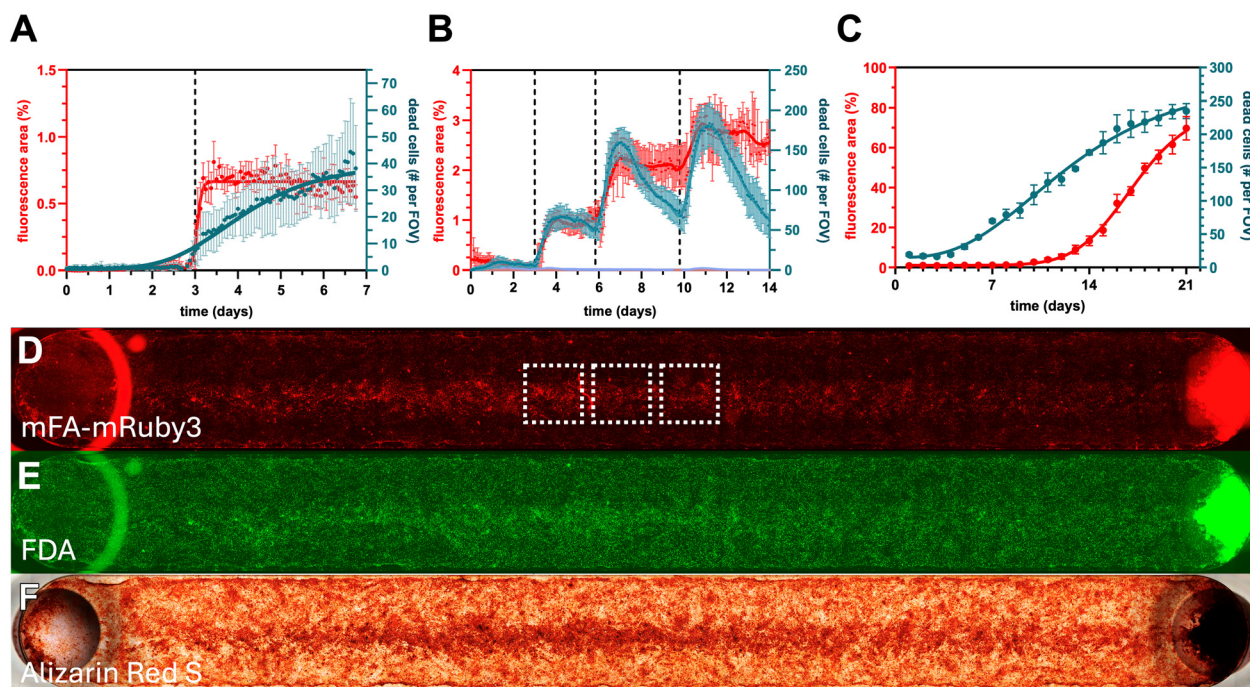 A
B
C
fluorescence area (%)
1.5
1.0
0.5
0.0
0 1 2 3 4 5 6 7
time (days)
75
70
60
50
40
30
20
10
0
dead cells (# per FOV)
fluorescence area (%)
4
3
2
1
0
0 2 4 6 8 10 12 14
time (days)
250
200
150
100
50
0
dead cells (# per FOV)
fluorescence area (%)
100
80
60
40
20
0
0 7 14 21
time (days)
300
250
200
150
100
50
0
dead cells (# per FOV)
D
mFA-mRuby3
E
FDA
F
Alizarin Red S